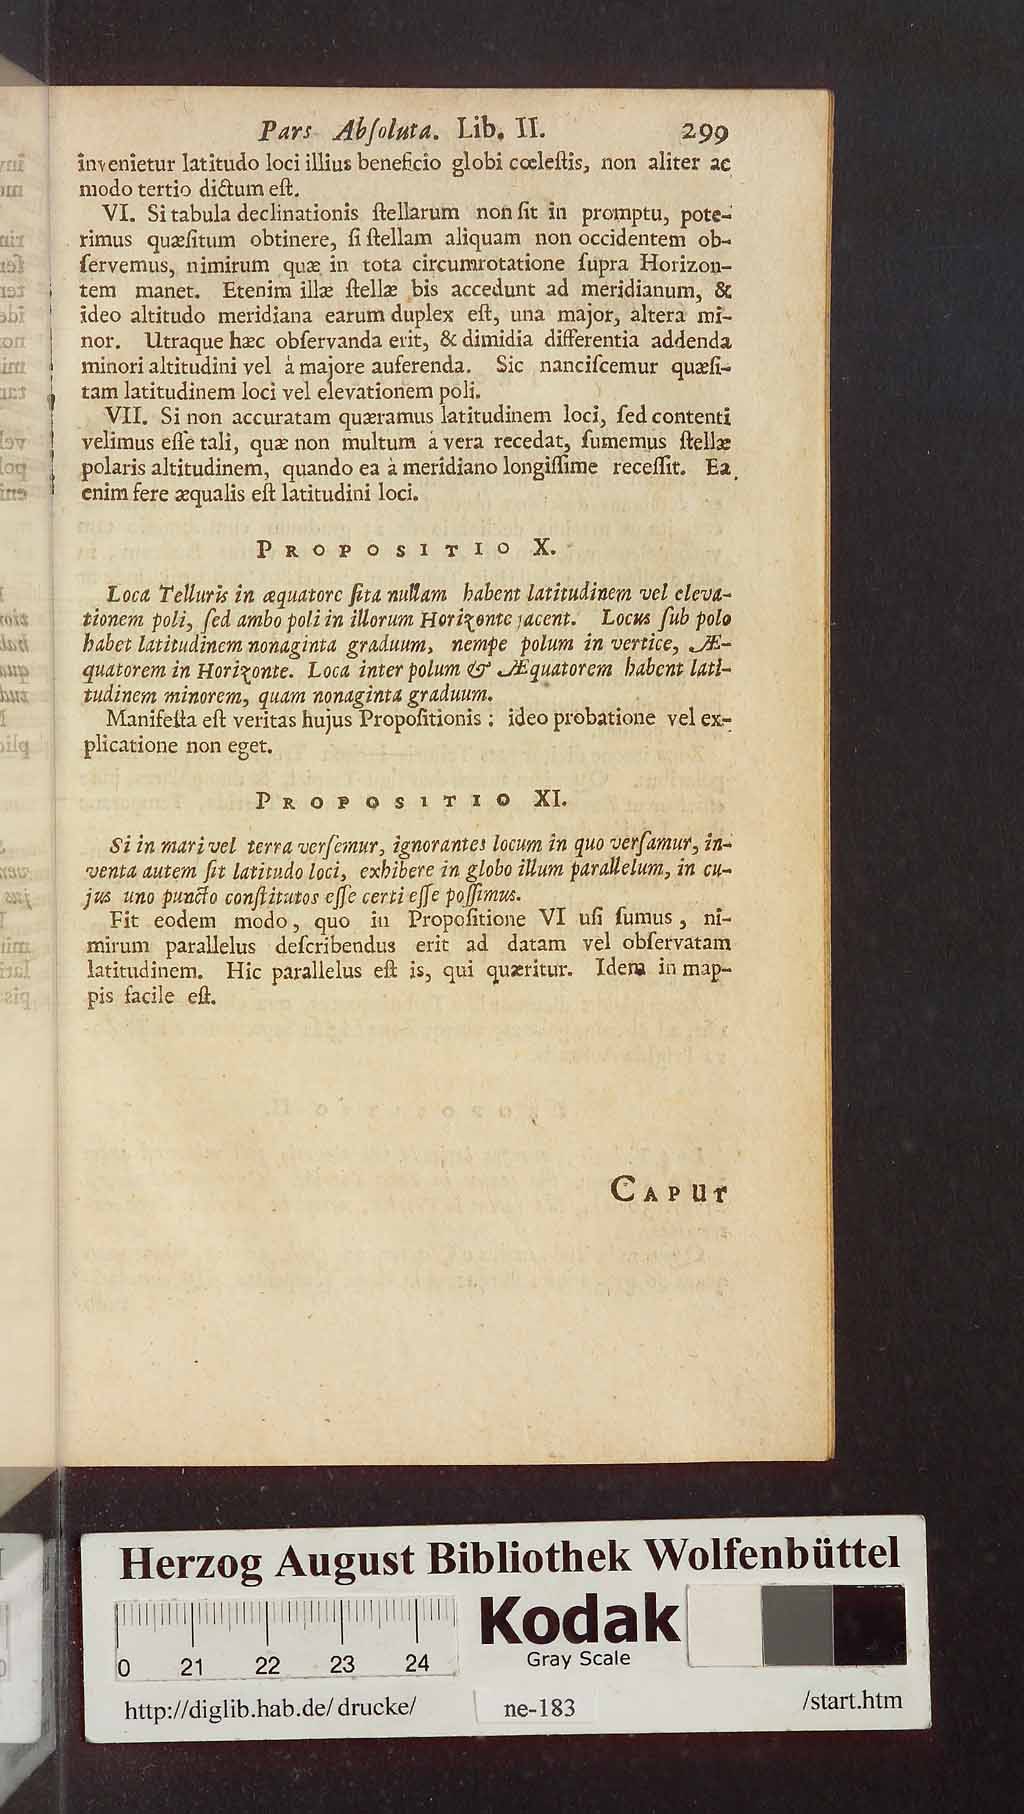 Pars Abſoluta. Lib. II. 299
invenietur latitudo loci illius beneficio globi cœleſtis, non aliter ac
modo tertio dictum eſt.
VI. Si tabula declinationis ſtellarum non ſit in promptu, pote-
rimus quæſitum obtinere, ſi ſtellam aliquam non occidentem ob-
ſervemus, nimirum quæ in tota circumrotatione ſupra Horizon-
tem manet. Etenim illæ ſtellæ bis accedunt ad meridianum, &
ideo altitudo meridiana earum duplex eſt, una major, altera mi-
nor. Utraque hæc obſervanda erit, & dimidia differentia addenda
minori altitudini vel à majore auferenda. Sic nanciſcemur quæſi-
tam latitudinem loci vel elevationem poli.
VII. Si non accuratam quæramus latitudinem loci, ſed contenti
velimus eſſe tali, quæ non multum à vera recedat, ſumemus ſtellæ
polaris altitudinem, quando ea à meridiano longiſſime receſſit. Ea
enim fere æqualis eſt latitudini loci.
PROPOSITIO X.
Loca Telluris in æquatore ſita nullam habent latitudinem vel eleva-
tionem poli, ſed ambo poli in illorum Horizonte jacent. Locus ſub polo
habet latitudinem nonaginta graduum, nempe polum in vertice, Æ-
quatorem in Horizonte. Loca inter polum & Æquatorem habent lati-
tudinem minorem, quam nonaginta graduum.
Manifeſta eſt veritas hujus Propoſitionis; ideo probatione vel ex-
plicatione non eget.
PROPOSITIO XI.
Si in mari vel terra verſemur, ignorantes locum in quo verſamur, in-
venta autem ſit latitudo loci, exhibere in globo illum parallelum, in cu-
jus uno puncto conſtitutos eſſe certi eſſe poſſimus.
Fit eodem modo, quo in Propoſitione VI uſi ſumus, ni-
mirum parallelus deſcribendus erit ad datam vel obſervatam
latitudinem. Hic parallelus eſt is, qui quæritur. Idem in map-
pis facile eſt.
CAPUT
Herzog August Bibliothek Wolfenbüttel
Kodak
Gray Scale
0 21 22 23 24
http://diglib.hab.de/drucke/ ne-183 /start.htm